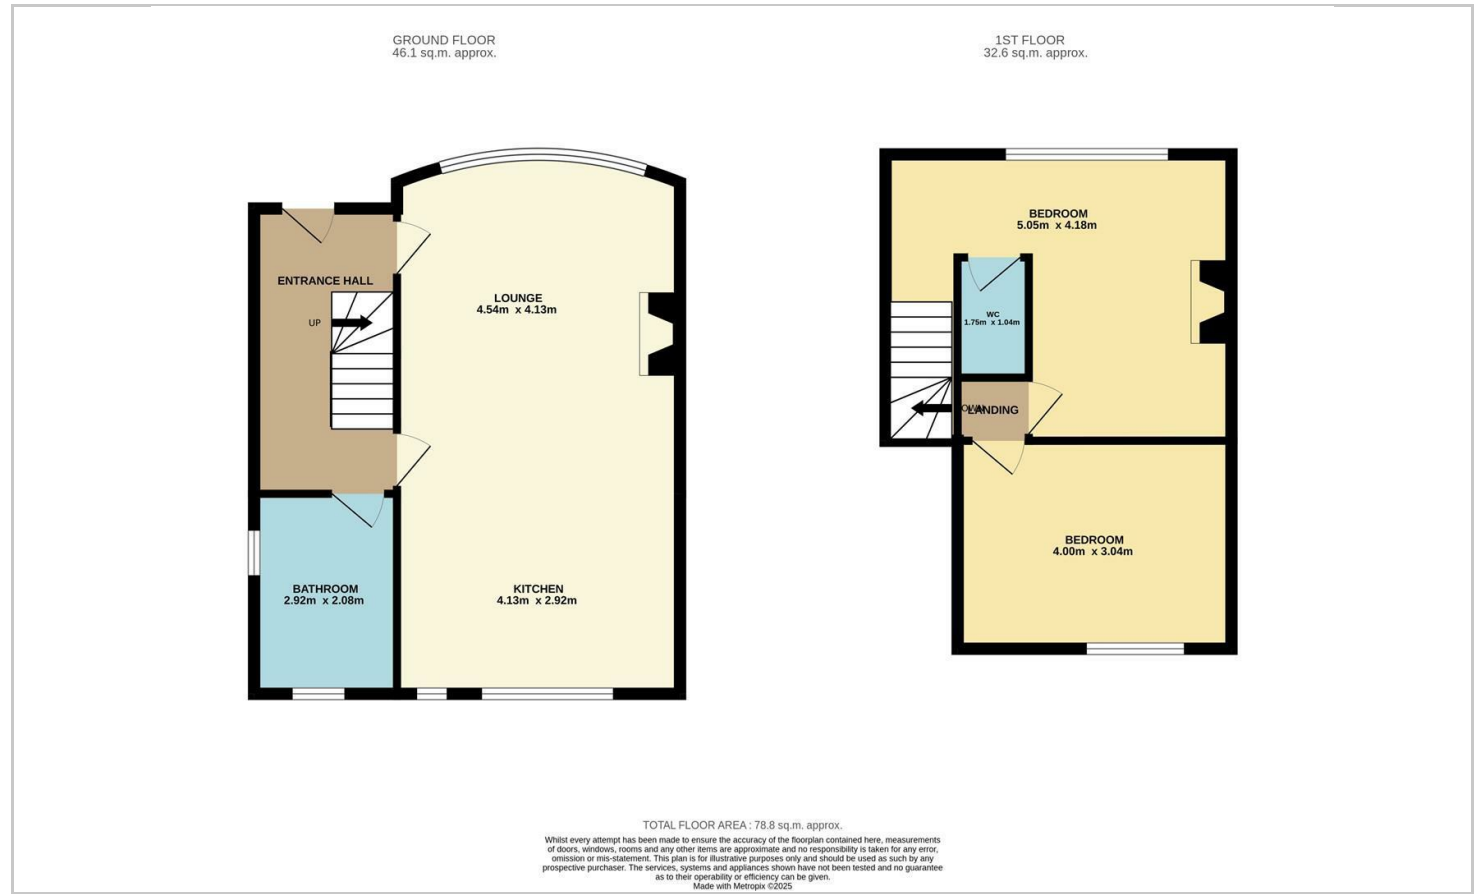 GROUND FLOOR
46.1 sq.m. approx.
1ST FLOOR
32.6 sq.m. approx.
ENTRANCE HALL
UP
LOUNGE
4.54m x 4.13m
BATHROOM
2.92m x 2.08m
KITCHEN
4.13m x 2.92m
BEDROOM
5.05m x 4.18m
WC
1.75m x 1.04m
LANDING
BEDROOM
4.00m x 3.04m
TOTAL FLOOR AREA : 78.8 sq.m. approx.
Whilst every attempt has been made to ensure the accuracy of the floorplan contained here, measurements
of doors, windows, rooms and any other items are approximate and no responsibility is taken for any error,
omission or mis-statement. This plan is for illustrative purposes only and should be used as such by any
prospective purchaser. The services, systems and appliances shown have not been tested and no guarantee
as to their operability or efficiency can be given.
Made with Metropix ©2025